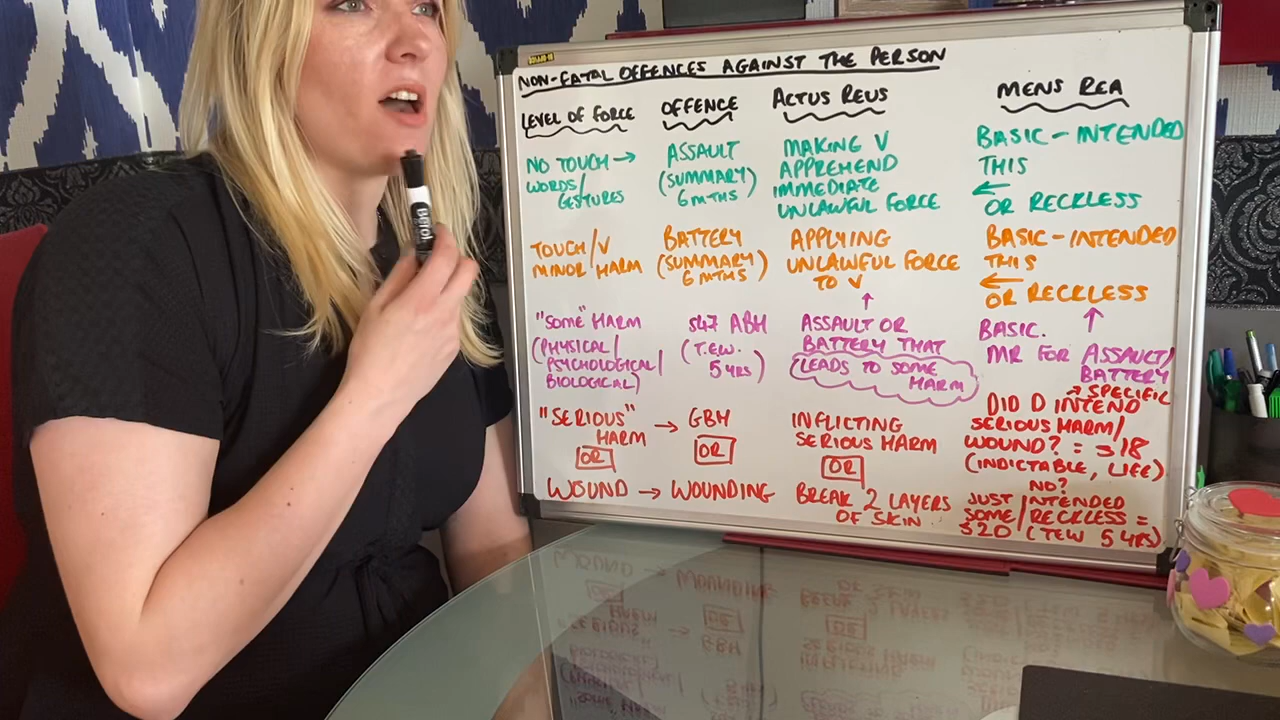 NON-FATAL OFFENCES AGAINST THE PERSON
LEVEL OF FORCE
OFFENCE
ACTUS REUS
MENS REA
NO TOUCH →
WORDS/
GESTURES
ASSAULT
(SUMMARY)
6 MTHS
MAKING V
APPREHEND
IMMEDIATE
UNLAWFUL FORCE
BASIC - INTENDED
THIS
←
OR RECKLESS
TOUCH/V
MINOR HARM
BATTERY
(SUMMARY)
6 MTHS
APPLYING
UNLAWFUL FORCE
TO V
↑
BASIC - INTENDED
THIS
←
OR RECKLESS
↑
"SOME" HARM
(PHYSICAL/
PSYCHOLOGICAL/
BIOLOGICAL)
S47 ABH
(T.E.W.
5 YRS)
ASSAULT OR
BATTERY THAT
LEADS TO SOME
HARM
BASIC.
MR FOR ASSAULT/
BATTERY
"SERIOUS"
HARM
OR
WOUND
→ GBH
OR
→ WOUNDING
INFLICTING
SERIOUS HARM
OR
BREAK 2 LAYERS
OF SKIN
→ SPECIFIC
DID D INTEND
SERIOUS HARM/
WOUND? = S18
(INDICTABLE, LIFE)
NO?
JUST INTENDED
SOME/RECKLESS =
S20 (TEW 5 YRS)
Berol